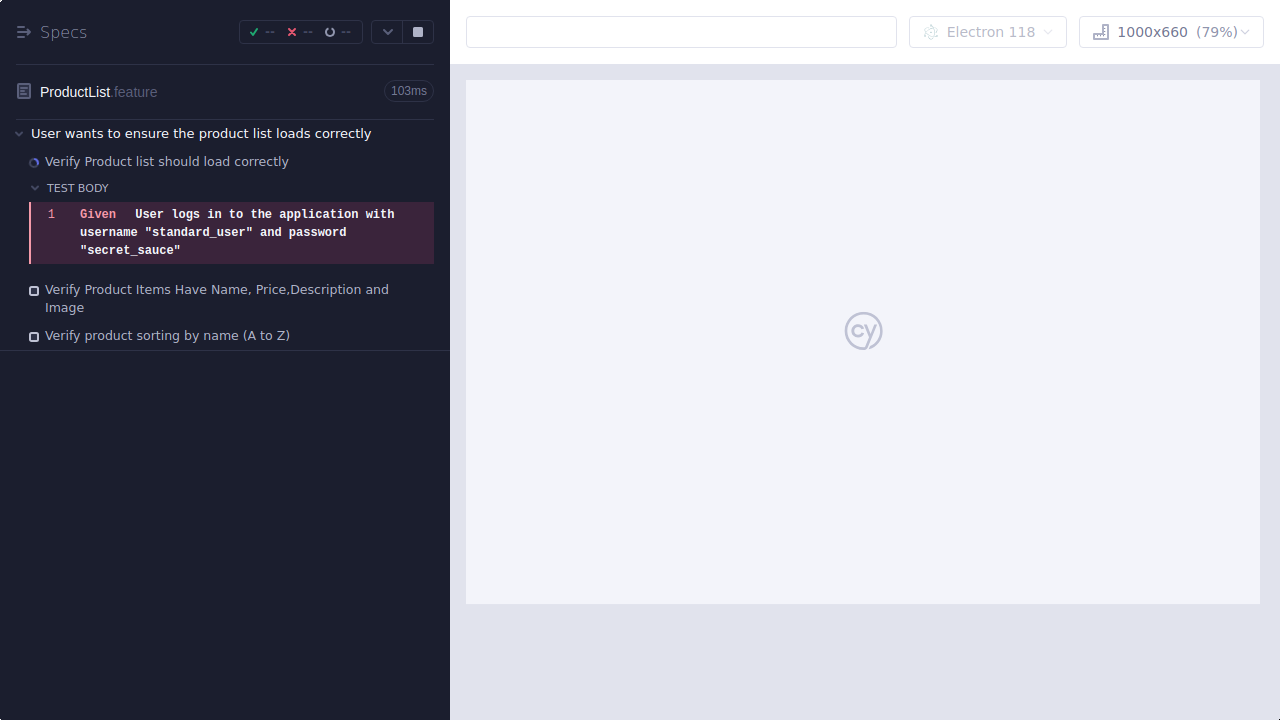 Specs
--
--
--
Electron 118
1000x660 (79%)
ProductList.feature
103ms
User wants to ensure the product list loads correctly
Verify Product list should load correctly
TEST BODY
1 Given User logs in to the application with
username "standard_user" and password
"secret_sauce"
Verify Product Items Have Name, Price,Description and
Image
Verify product sorting by name (A to Z)
cy